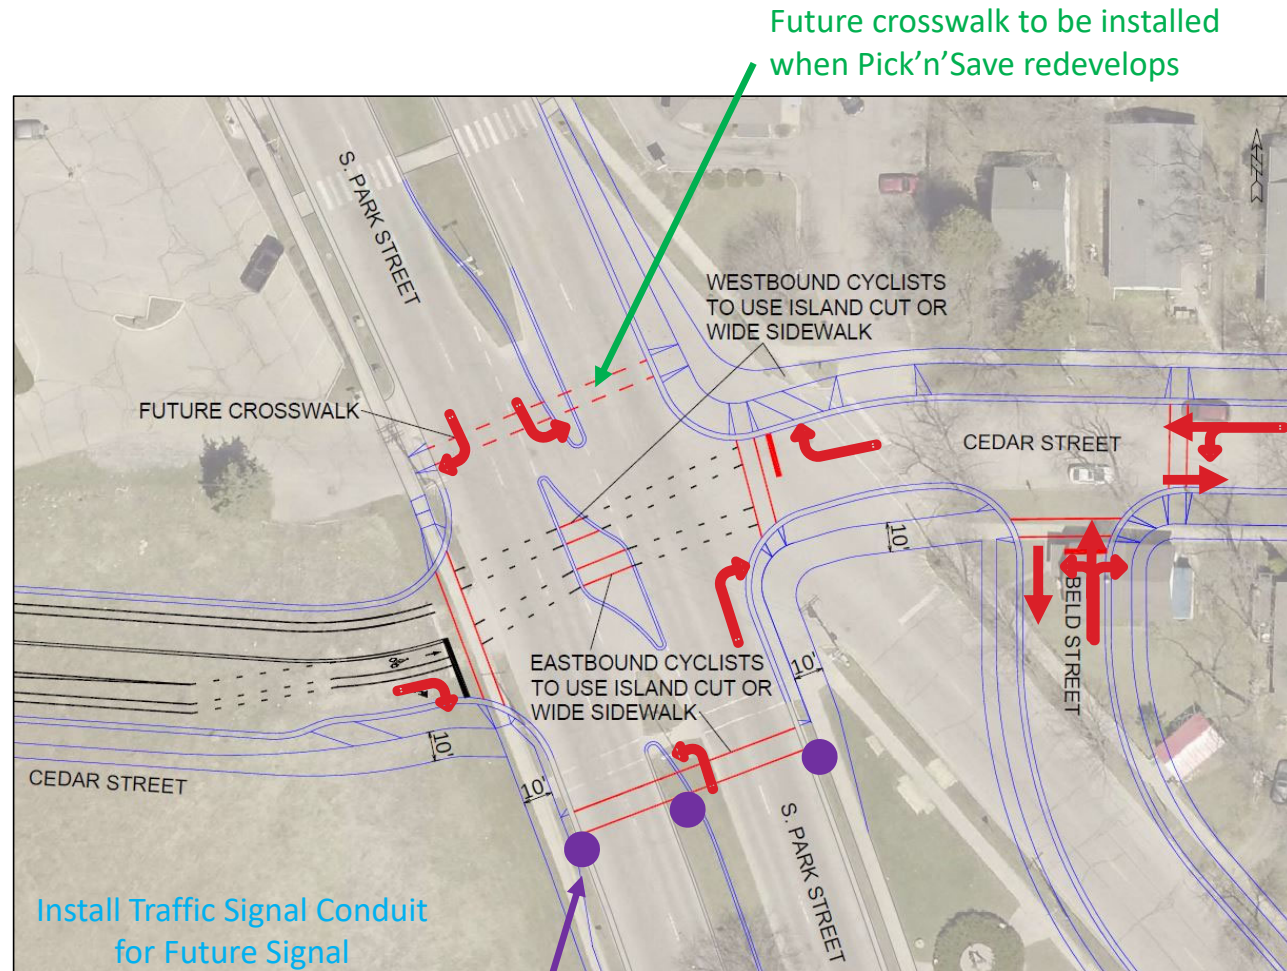 Future crosswalk to be installed
when Pick'n'Save redevelops
S. PARK STREET
WESTBOUND CYCLISTS
TO USE ISLAND CUT OR
WIDE SIDEWALK
FUTURE CROSSWALK
CEDAR STREET
10'
BELD STREET
EASTBOUND CYCLISTS
TO USE ISLAND CUT OR
WIDE SIDEWALK
10'
10'
CEDAR STREET
10'
S. PARK STREET
Install Traffic Signal Conduit
for Future Signal